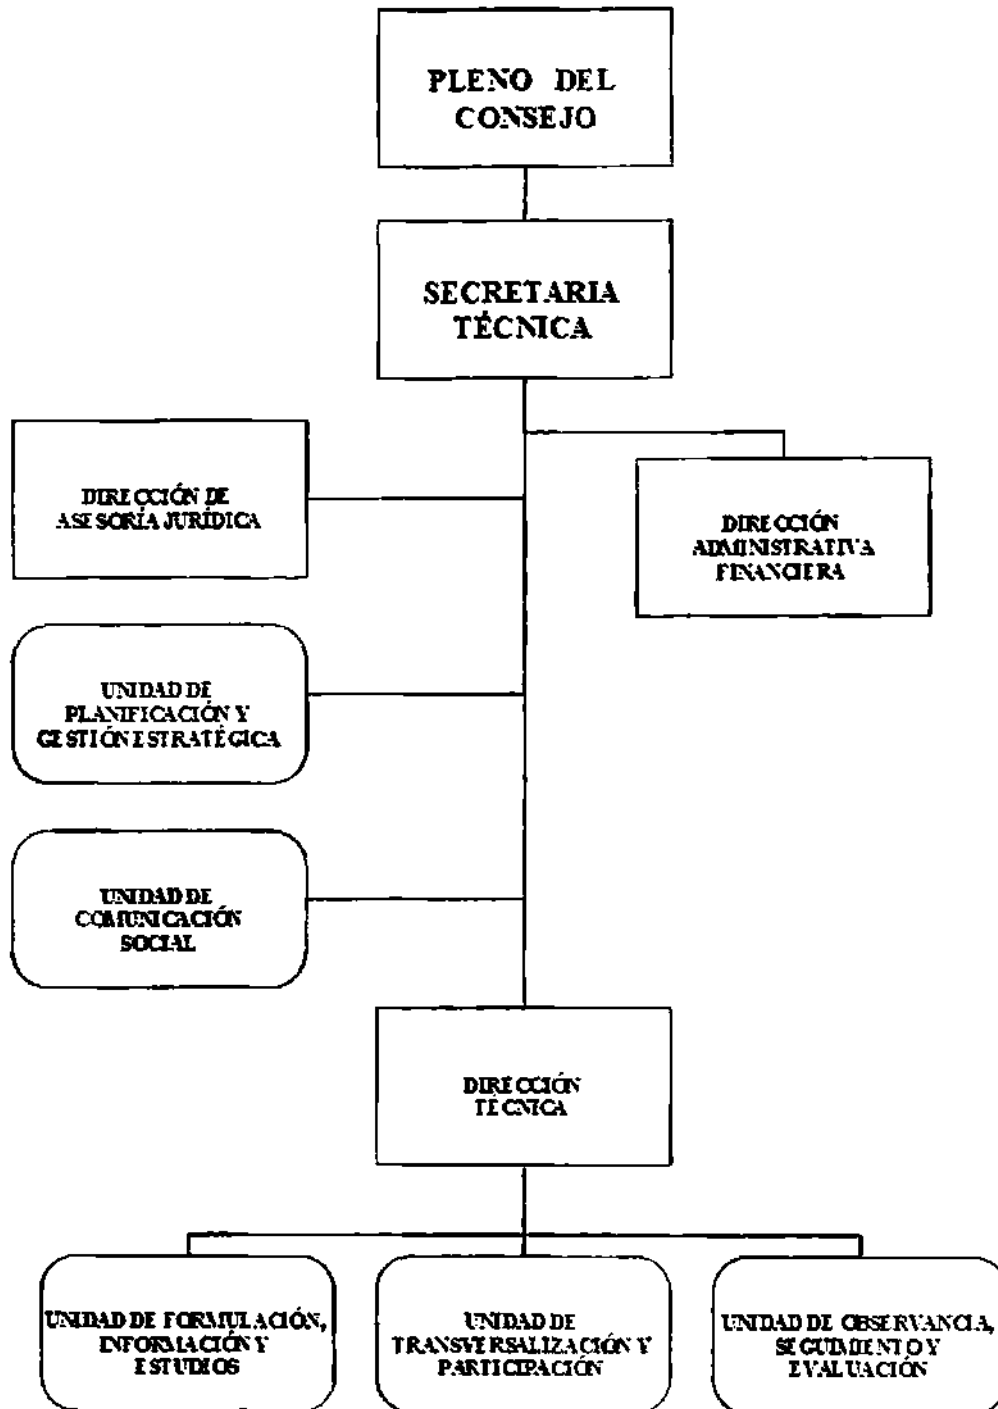 PLENO DEL
CONSEJO
SECRETARIA
TÉCNICA
DIRECCIÓN DE
ASESORÍA JURÍDICA
DIRECCIÓN
ADMINISTRATIVA
FINANCIERA
UNIDAD DE
PLANIFICACIÓN Y
GESTIÓN ESTRATÉGICA
UNIDAD DE
COMUNICACIÓN
SOCIAL
DIRECCIÓN
TÉCNICA
UNIDAD DE FORMULACIÓN,
INFORMACIÓN Y
ESTUDIOS
UNIDAD DE
TRANSVERSALIZACIÓN Y
PARTICIPACIÓN
UNIDAD DE OBSERVANCIA,
SEGUIMIENTO Y
EVALUACIÓN